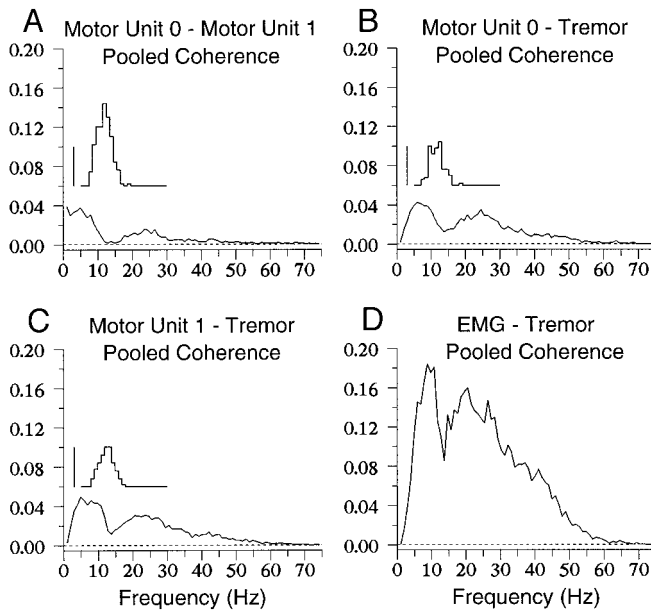 A
Motor Unit 0 - Motor Unit 1
Pooled Coherence
0.20
0.16
0.12
0.08
0.04
0.00
0 10 20 30 40 50 60 70
B
Motor Unit 0 - Tremor
Pooled Coherence
0.20
0.16
0.12
0.08
0.04
0.00
0 10 20 30 40 50 60 70
C
Motor Unit 1 - Tremor
Pooled Coherence
0.20
0.16
0.12
0.08
0.04
0.00
0 10 20 30 40 50 60 70
Frequency (Hz)
D
EMG - Tremor
Pooled Coherence
0.20
0.16
0.12
0.08
0.04
0.00
0 10 20 30 40 50 60 70
Frequency (Hz)